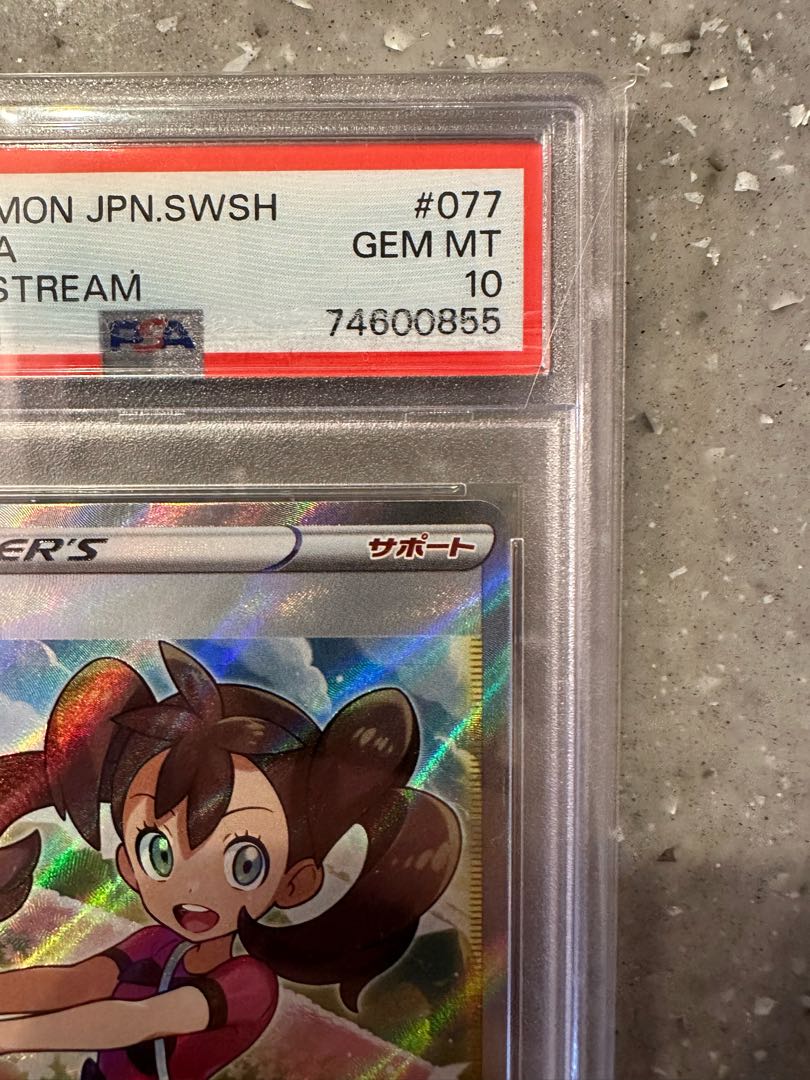 MON JPN.SWSH #077
A GEM MT
STREAM 10
PSA 74600855
ER'S サポート